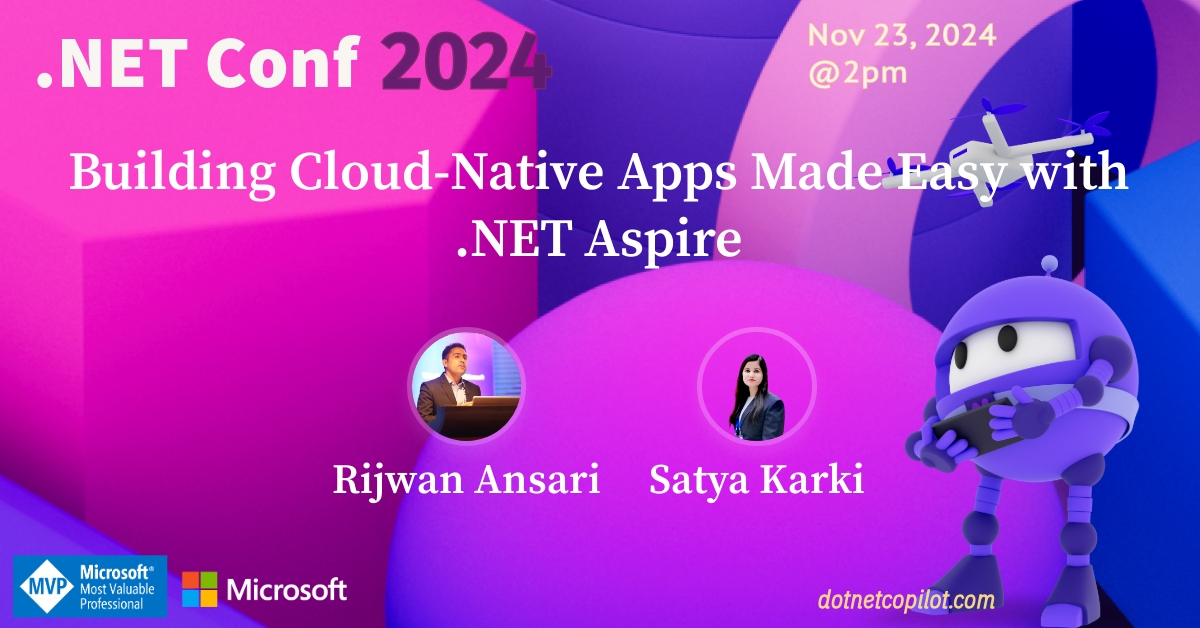 .NET Conf 2024
Nov 23, 2024
@2pm
Building Cloud-Native Apps Made Easy with
.NET Aspire
Rijwan Ansari
Satya Karki
MVP
Microsoft®
Most Valuable
Professional
Microsoft
dotnetcopilot.com